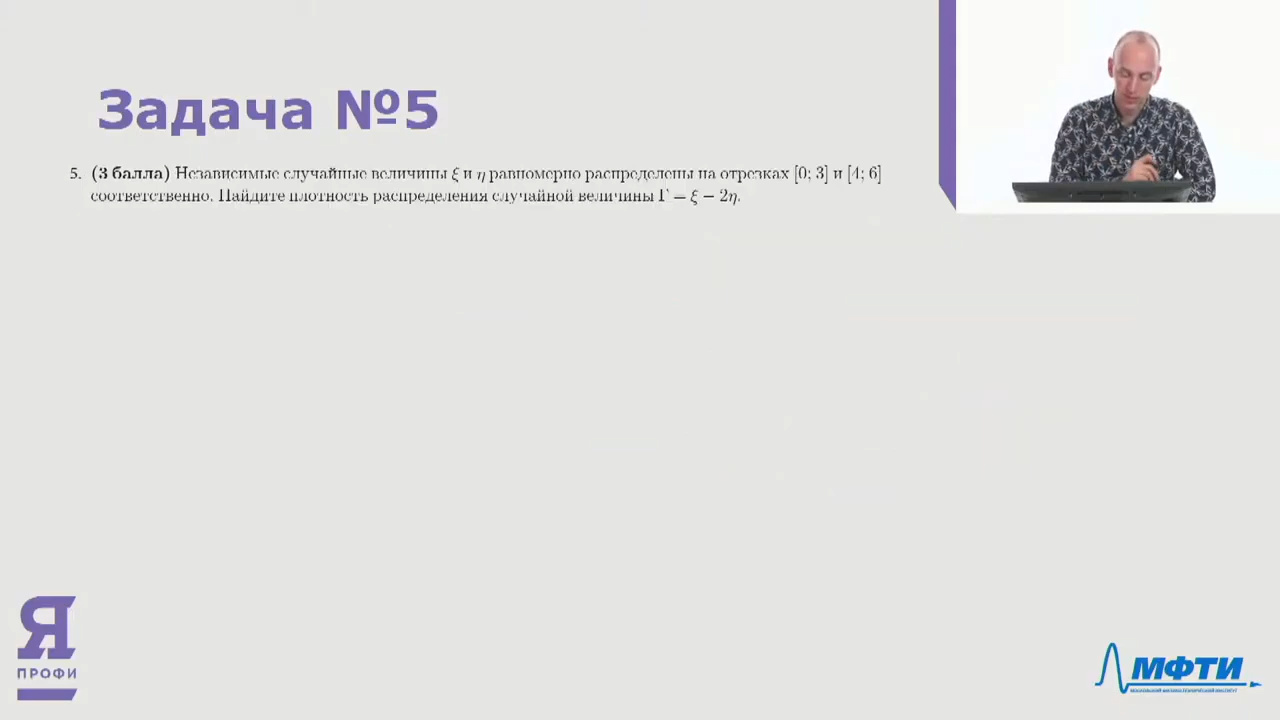 Задача №5
5. (3 балла) Независимые случайные величины ξ и η равномерно распределены на отрезках [0; 3] и [4; 6]
соответственно. Найдите плотность распределения случайной величины Γ = ξ − 2η.
Я
ПРОФИ
МФТИ